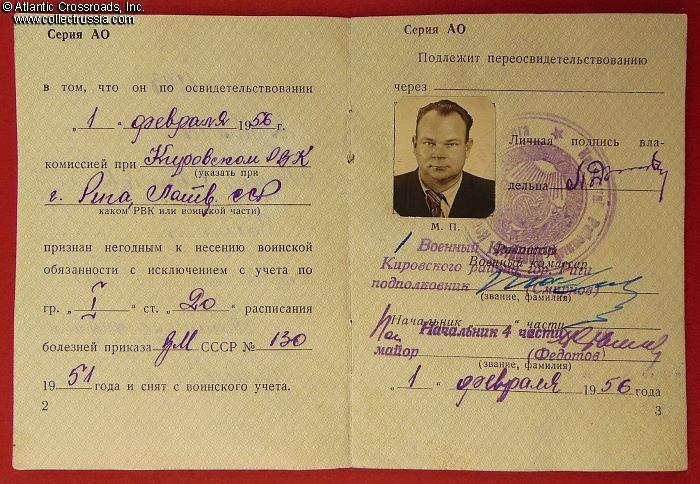 © Atlantic Crossroads, Inc.
www.collectrussia.com
Серия АО
в том, что он по освидетельствовании
„ 1 “ февраля 1956 г.
комиссией при Кировском РВК
(указать при
г. Рига, Латв. ССР
каком РВК или воинской части)
признан негодным к несению воинской
обязанности с исключением с учета по
гр. „ I “ ст. „ 20 “ расписания
болезней приказа ВМ СССР № 130
1951 года и снят с воинского учета.
2
Серия АО
Подлежит переосвидетельствованию
через
Личная подпись вла-
дельца
М. П.
Военный Комиссар
Военный комиссар
Кировского района гор. Риги
подполковник (Смирнов)
(звание, фамилия)
Начальник части
Начальник 4 части
майор (Федотов)
(звание, фамилия)
„ 1 “ февраля 1956 года
3